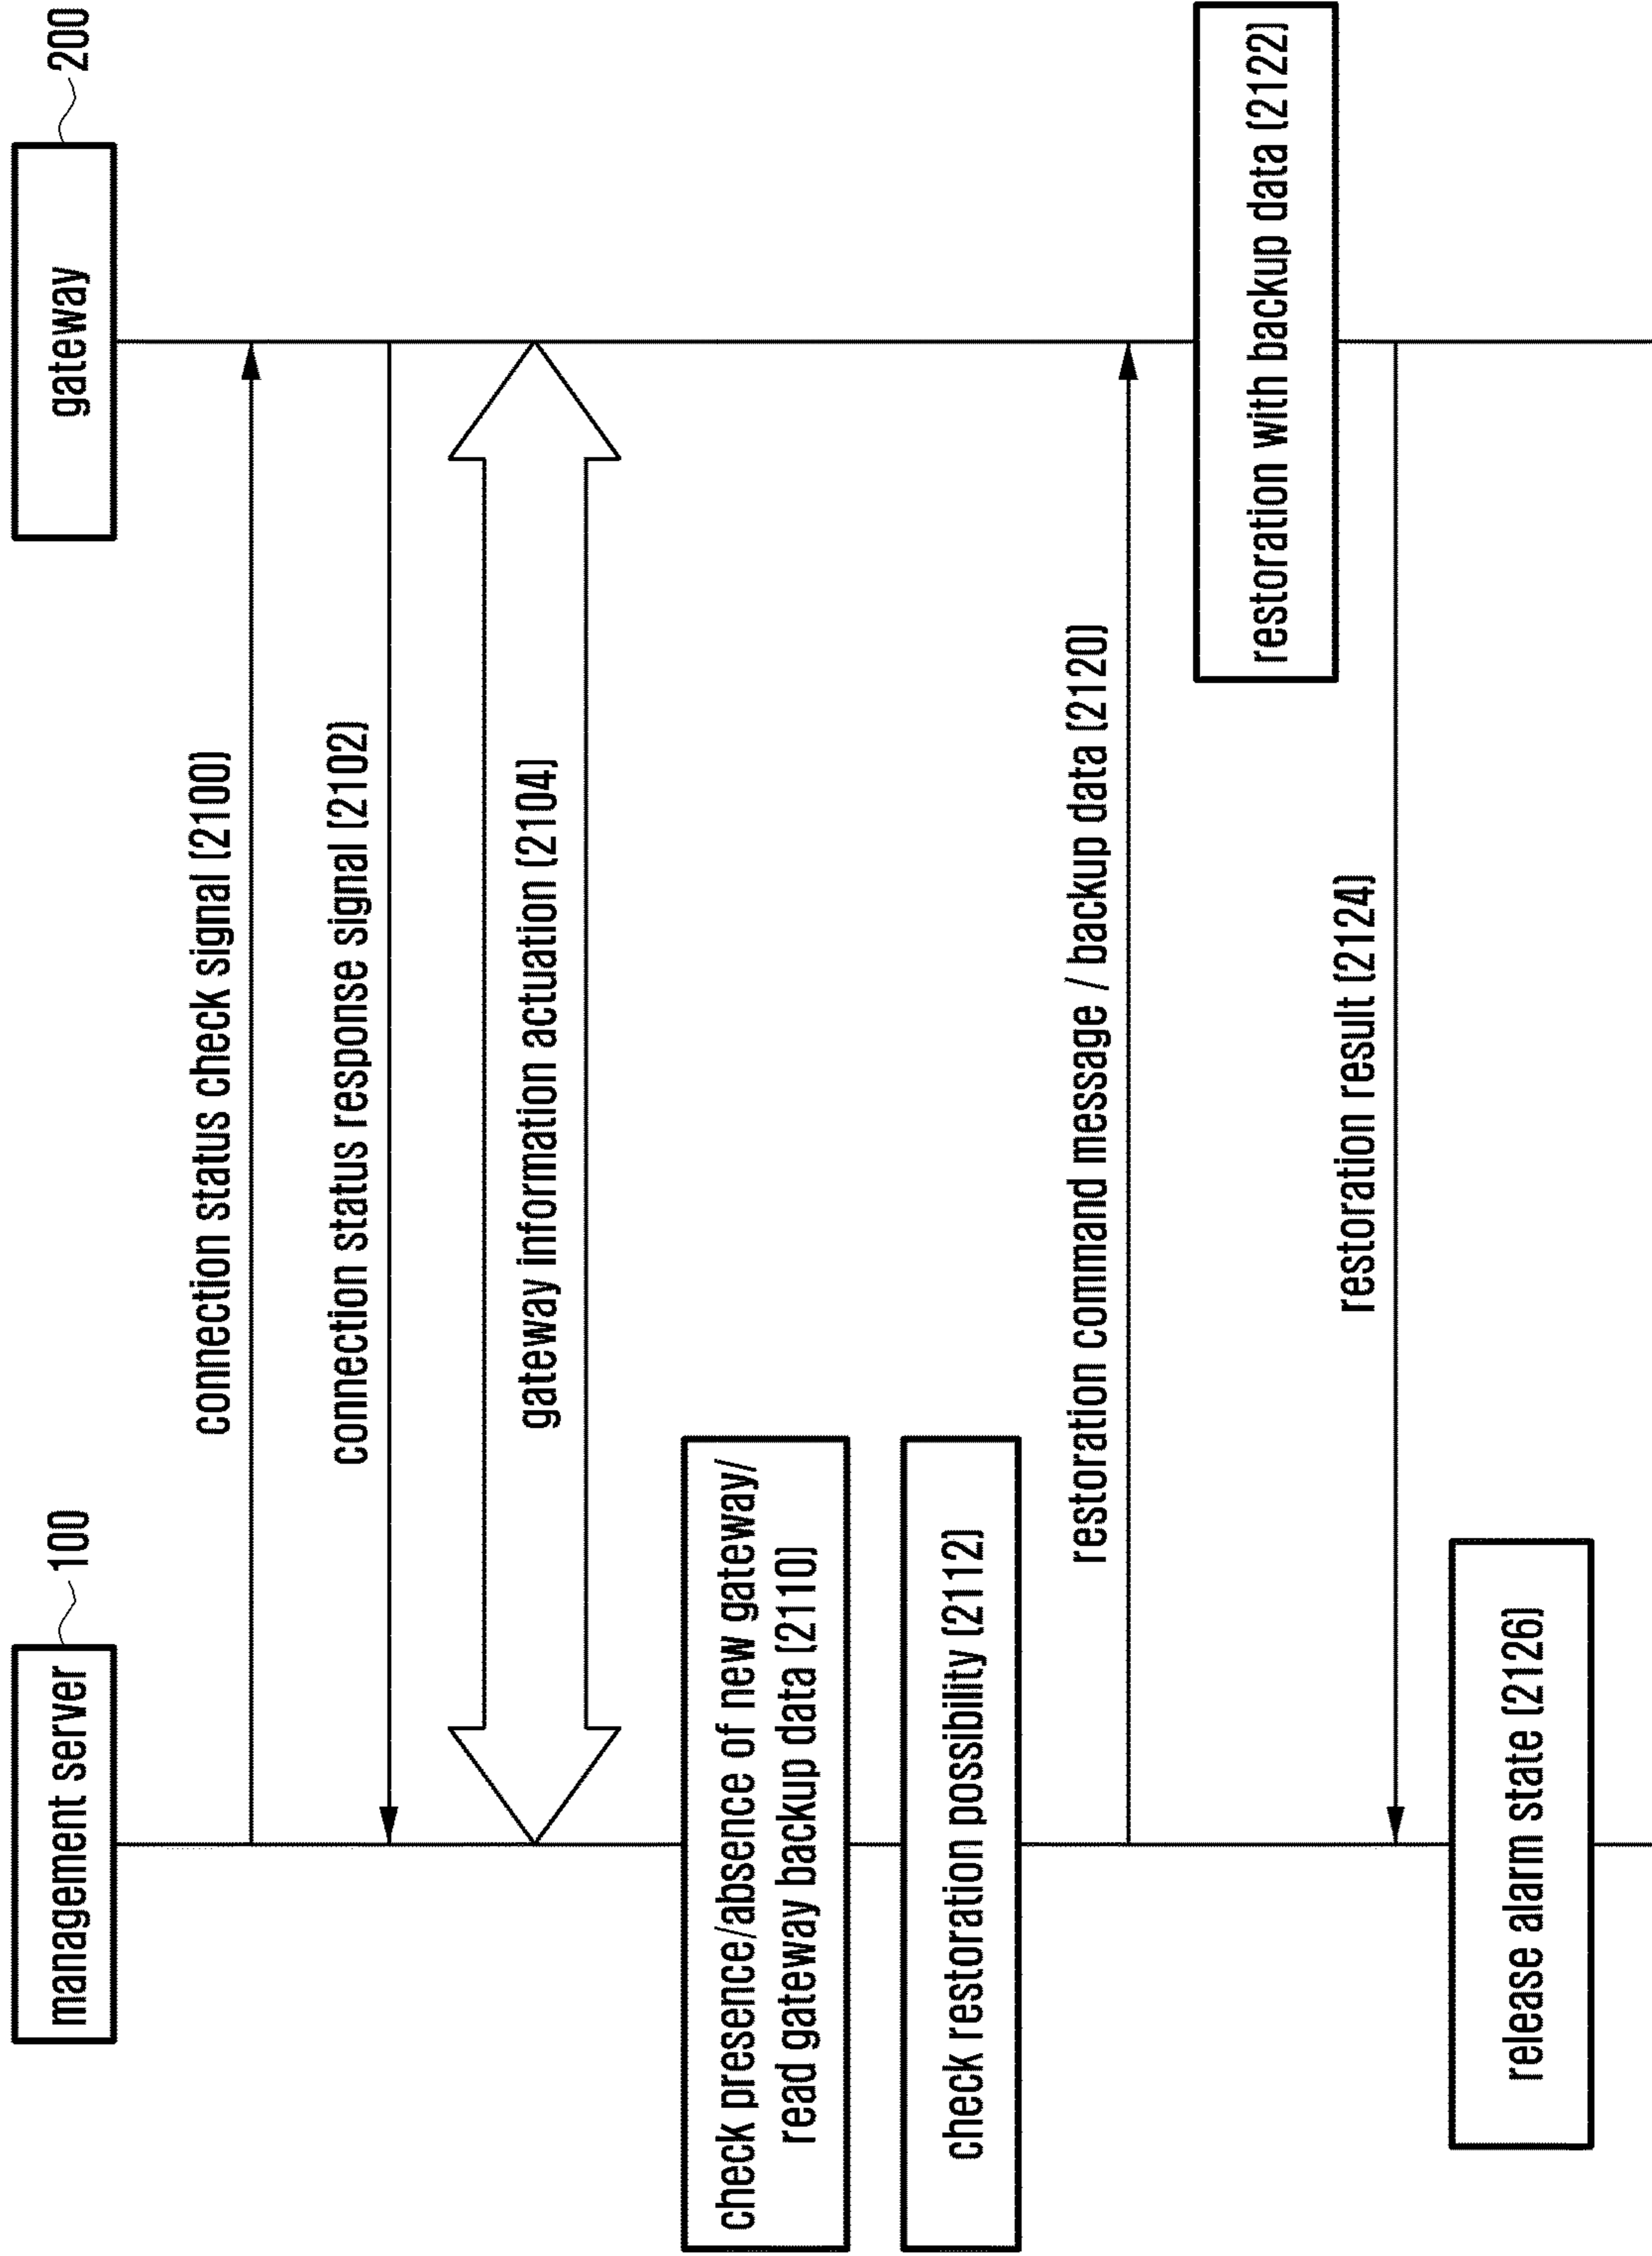 management server
100
gateway
200
connection status check signal (2100)
connection status response signal (2102)
gateway information actuation (2104)
check presence/absence of new gateway/
read gateway backup data (2110)
check restoration possibility (2112)
restoration command message / backup data (2120)
restoration with backup data (2122)
restoration result (2124)
release alarm state (2126)